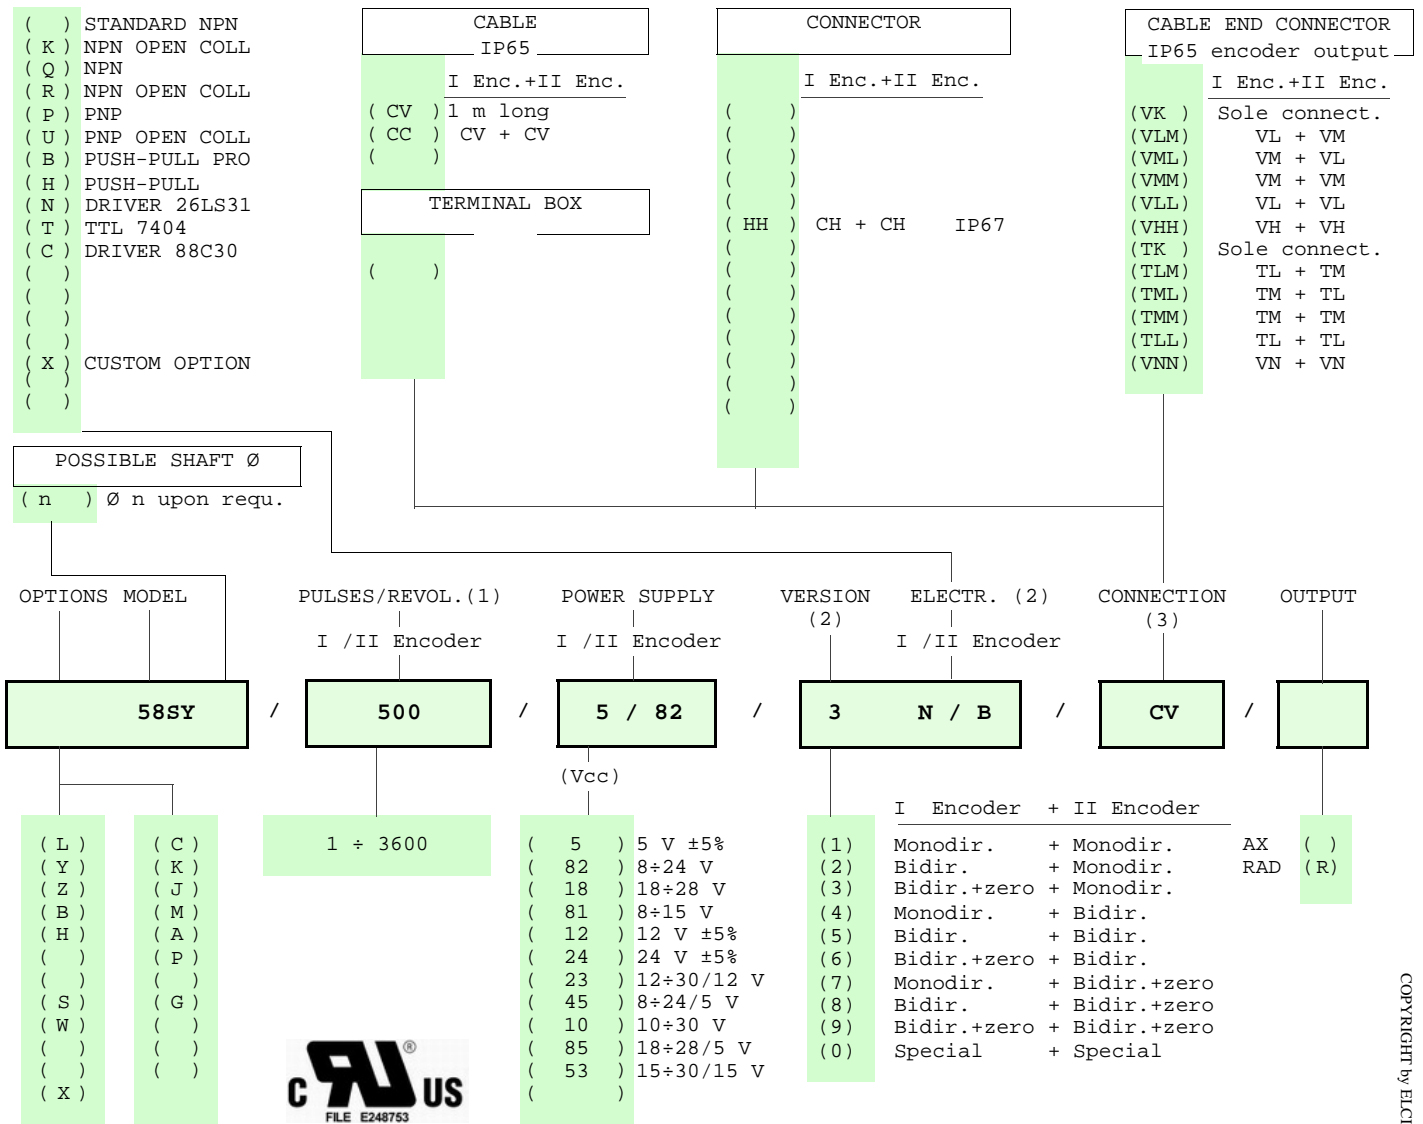 ( ) STANDARD NPN
( K ) NPN OPEN COLL
( Q ) NPN
( R ) NPN OPEN COLL
( P ) PNP
( U ) PNP OPEN COLL
( B ) PUSH-PULL PRO
( H ) PUSH-PULL
( N ) DRIVER 26LS31
( T ) TTL 7404
( C ) DRIVER 88C30
( )
( )
( )
( )
( X ) CUSTOM OPTION
( )
( )
CABLE
IP65
I Enc.+II Enc.
( CV ) 1 m long
( CC ) CV + CV
( )
TERMINAL BOX
( )
CONNECTOR
I Enc.+II Enc.
( )
( )
( )
( )
( )
( HH ) CH + CH IP67
( )
( )
( )
( )
( )
( )
( )
( )
CABLE END CONNECTOR
IP65 encoder output
I Enc.+II Enc.
(VK ) Sole connect.
(VLM) VL + VM
(VML) VM + VL
(VMM) VM + VM
(VLL) VL + VL
(VHH) VH + VH
(TK ) Sole connect.
(TLM) TL + TM
(TML) TM + TL
(TMM) TM + TM
(TLL) TL + TL
(VNN) VN + VN
POSSIBLE SHAFT Ø
( n ) Ø n upon requ.
OPTIONS MODEL PULSES/REVOL.(1) POWER SUPPLY VERSION ELECTR. (2) CONNECTION OUTPUT
(2) (3)
I /II Encoder I /II Encoder I /II Encoder
58SY / 500 / 5 / 82 / 3 N / B / CV /
(Vcc)
( L ) ( C )
( Y ) ( K )
( Z ) ( J )
( B ) ( M )
( H ) ( A )
( ) ( P )
( ) ( )
( S ) ( G )
( W ) ( )
( ) ( )
( ) ( )
( X )
1 ÷ 3600
( 5 ) 5 V ±5%
( 82 ) 8÷24 V
( 18 ) 18÷28 V
( 81 ) 8÷15 V
( 12 ) 12 V ±5%
( 24 ) 24 V ±5%
( 23 ) 12÷30/12 V
( 45 ) 8÷24/5 V
( 10 ) 10÷30 V
( 85 ) 18÷28/5 V
( 53 ) 15÷30/15 V
( )
I Encoder + II Encoder
(1) Monodir. + Monodir.
(2) Bidir. + Monodir.
(3) Bidir.+zero + Monodir.
(4) Monodir. + Bidir.
(5) Bidir. + Bidir.
(6) Bidir.+zero + Bidir.
(7) Monodir. + Bidir.+zero
(8) Bidir. + Bidir.+zero
(9) Bidir.+zero + Bidir.+zero
(0) Special + Special
AX ( )
RAD (R)
C RU ® US
FILE E248753
COPYRIGHT by ELCI